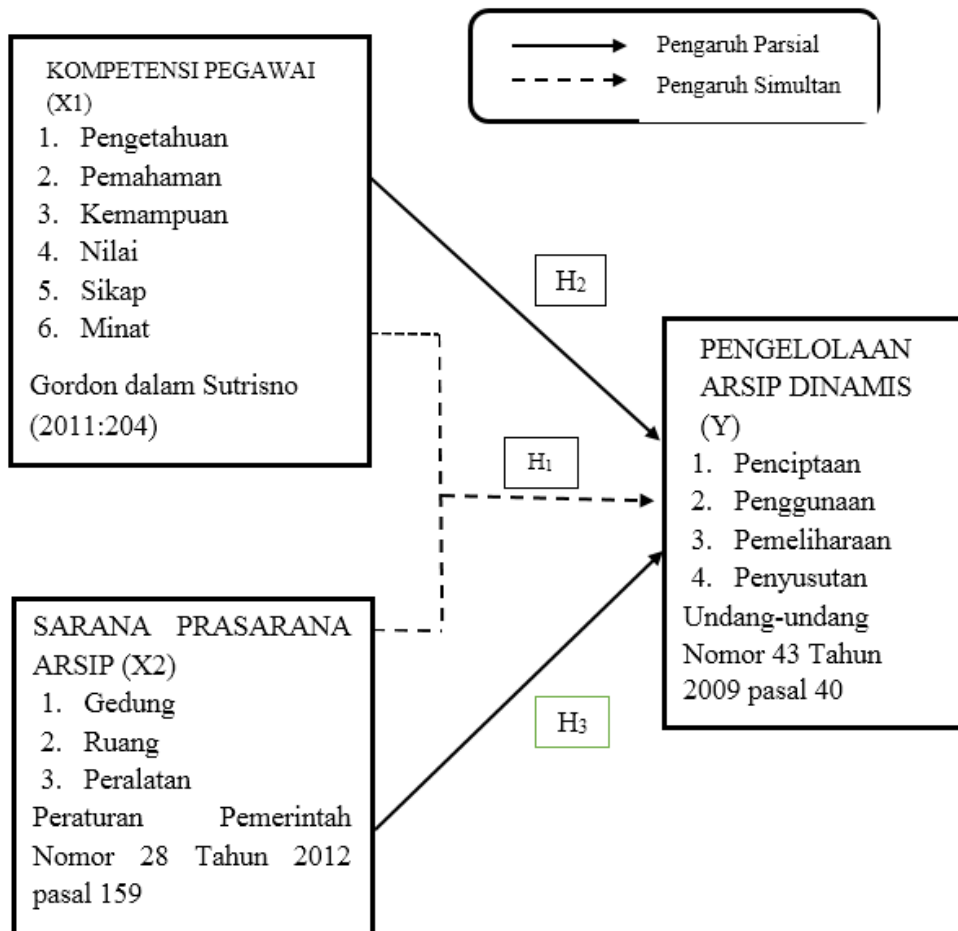 Pengaruh Parsial
Pengaruh Simultan
KOMPETENSI PEGAWAI
(X1)
1. Pengetahuan
2. Pemahaman
3. Kemampuan
4. Nilai
5. Sikap
6. Minat
Gordon dalam Sutrisno
(2011:204)
H₂
H₁
PENGELOLAAN
ARSIP DINAMIS
(Y)
1. Penciptaan
2. Penggunaan
3. Pemeliharaan
4. Penyusutan
Undang-undang
Nomor 43 Tahun
2009 pasal 40
SARANA PRASARANA
ARSIP (X2)
1. Gedung
2. Ruang
3. Peralatan
Peraturan Pemerintah
Nomor 28 Tahun 2012
pasal 159
H₃